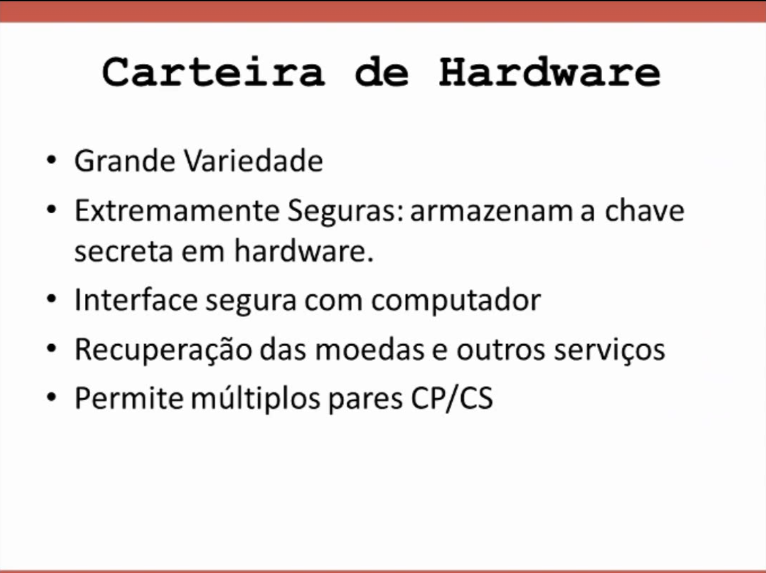 Carteira de Hardware
• Grande Variedade
• Extremamente Seguras: armazenam a chave
secreta em hardware.
• Interface segura com computador
• Recuperação das moedas e outros serviços
• Permite múltiplos pares CP/CS